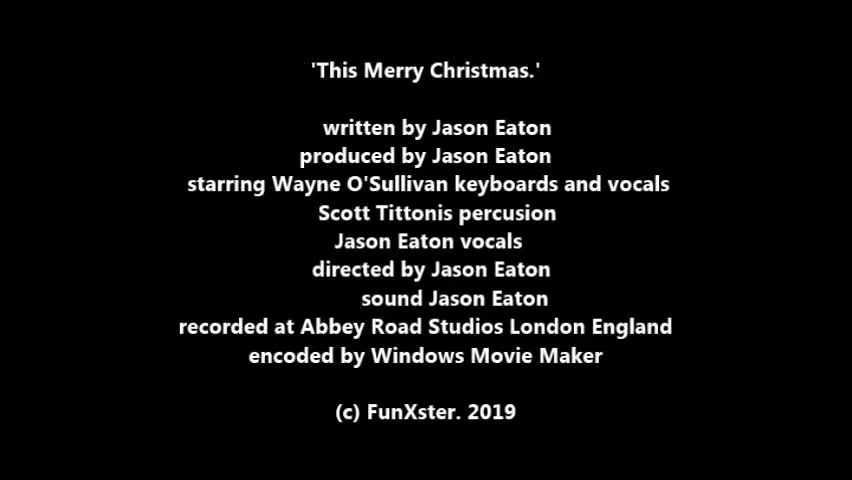 'This Merry Christmas.'
written by Jason Eaton
produced by Jason Eaton
starring Wayne O'Sullivan keyboards and vocals
Scott Tittonis percusion
Jason Eaton vocals
directed by Jason Eaton
sound Jason Eaton
recorded at Abbey Road Studios London England
encoded by Windows Movie Maker
(c) FunXster. 2019